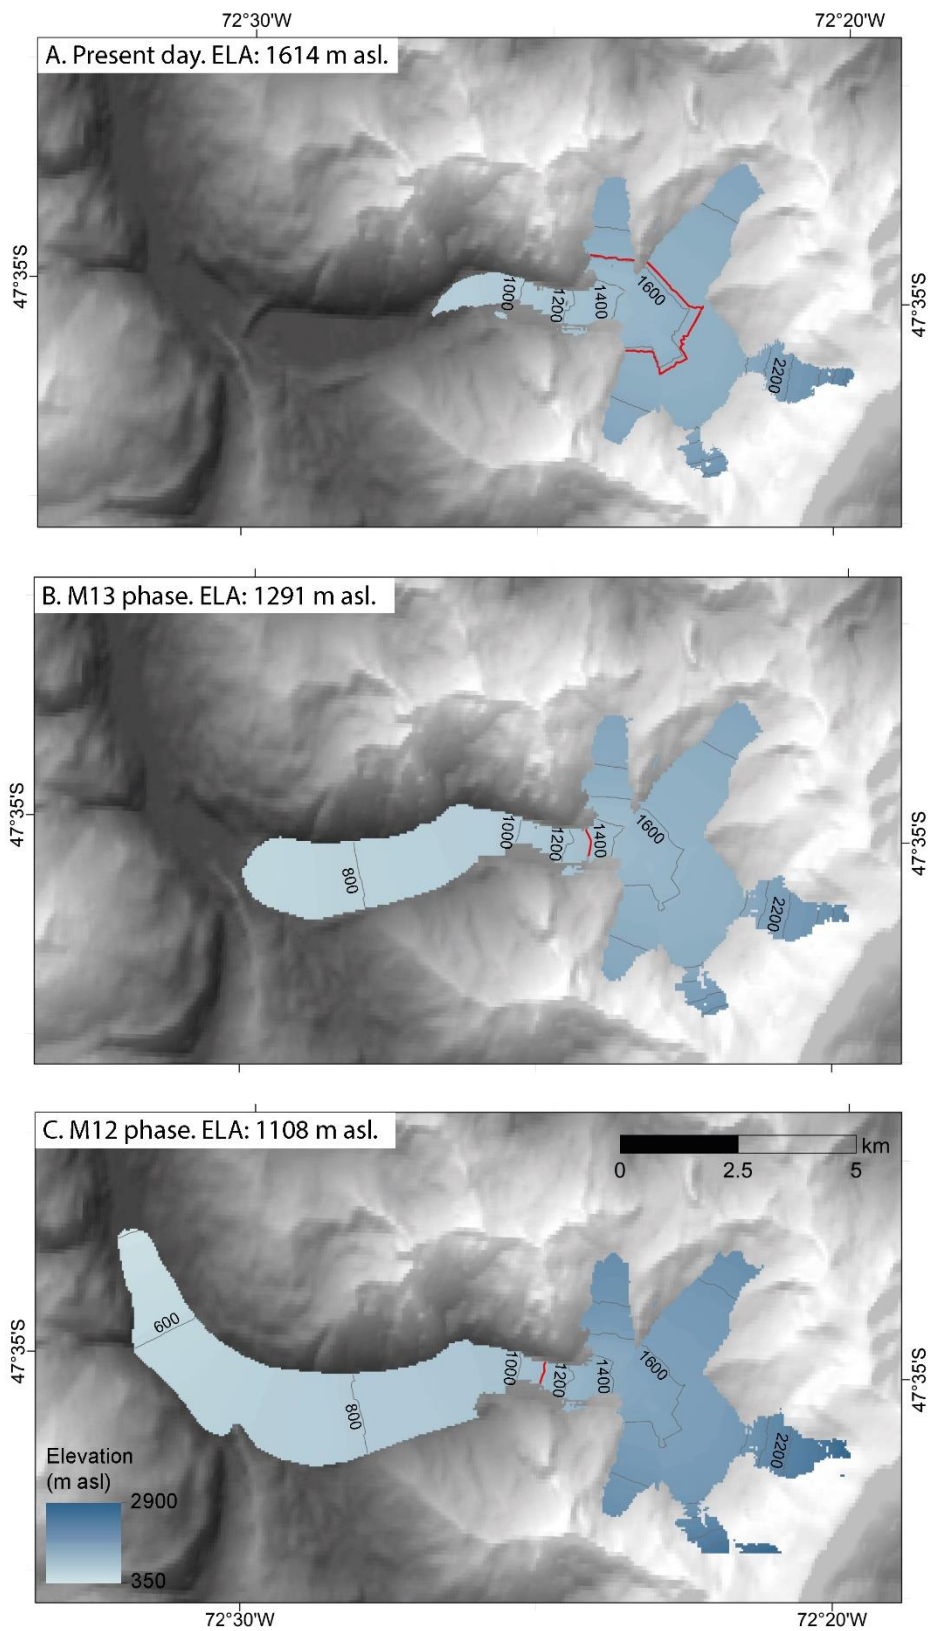 72°30'W 72°20'W
A. Present day. ELA: 1614 m asl.
47°35'S 47°35'S
1000 1200 1400 1600 2200
B. M13 phase. ELA: 1291 m asl.
47°35'S 47°35'S
800 1000 1200 1400 1600 2200
C. M12 phase. ELA: 1108 m asl.
km
0 2.5 5
47°35'S 47°35'S
600 800 1000 1200 1400 1600 2200
Elevation
(m asl)
2900
350
72°30'W 72°20'W